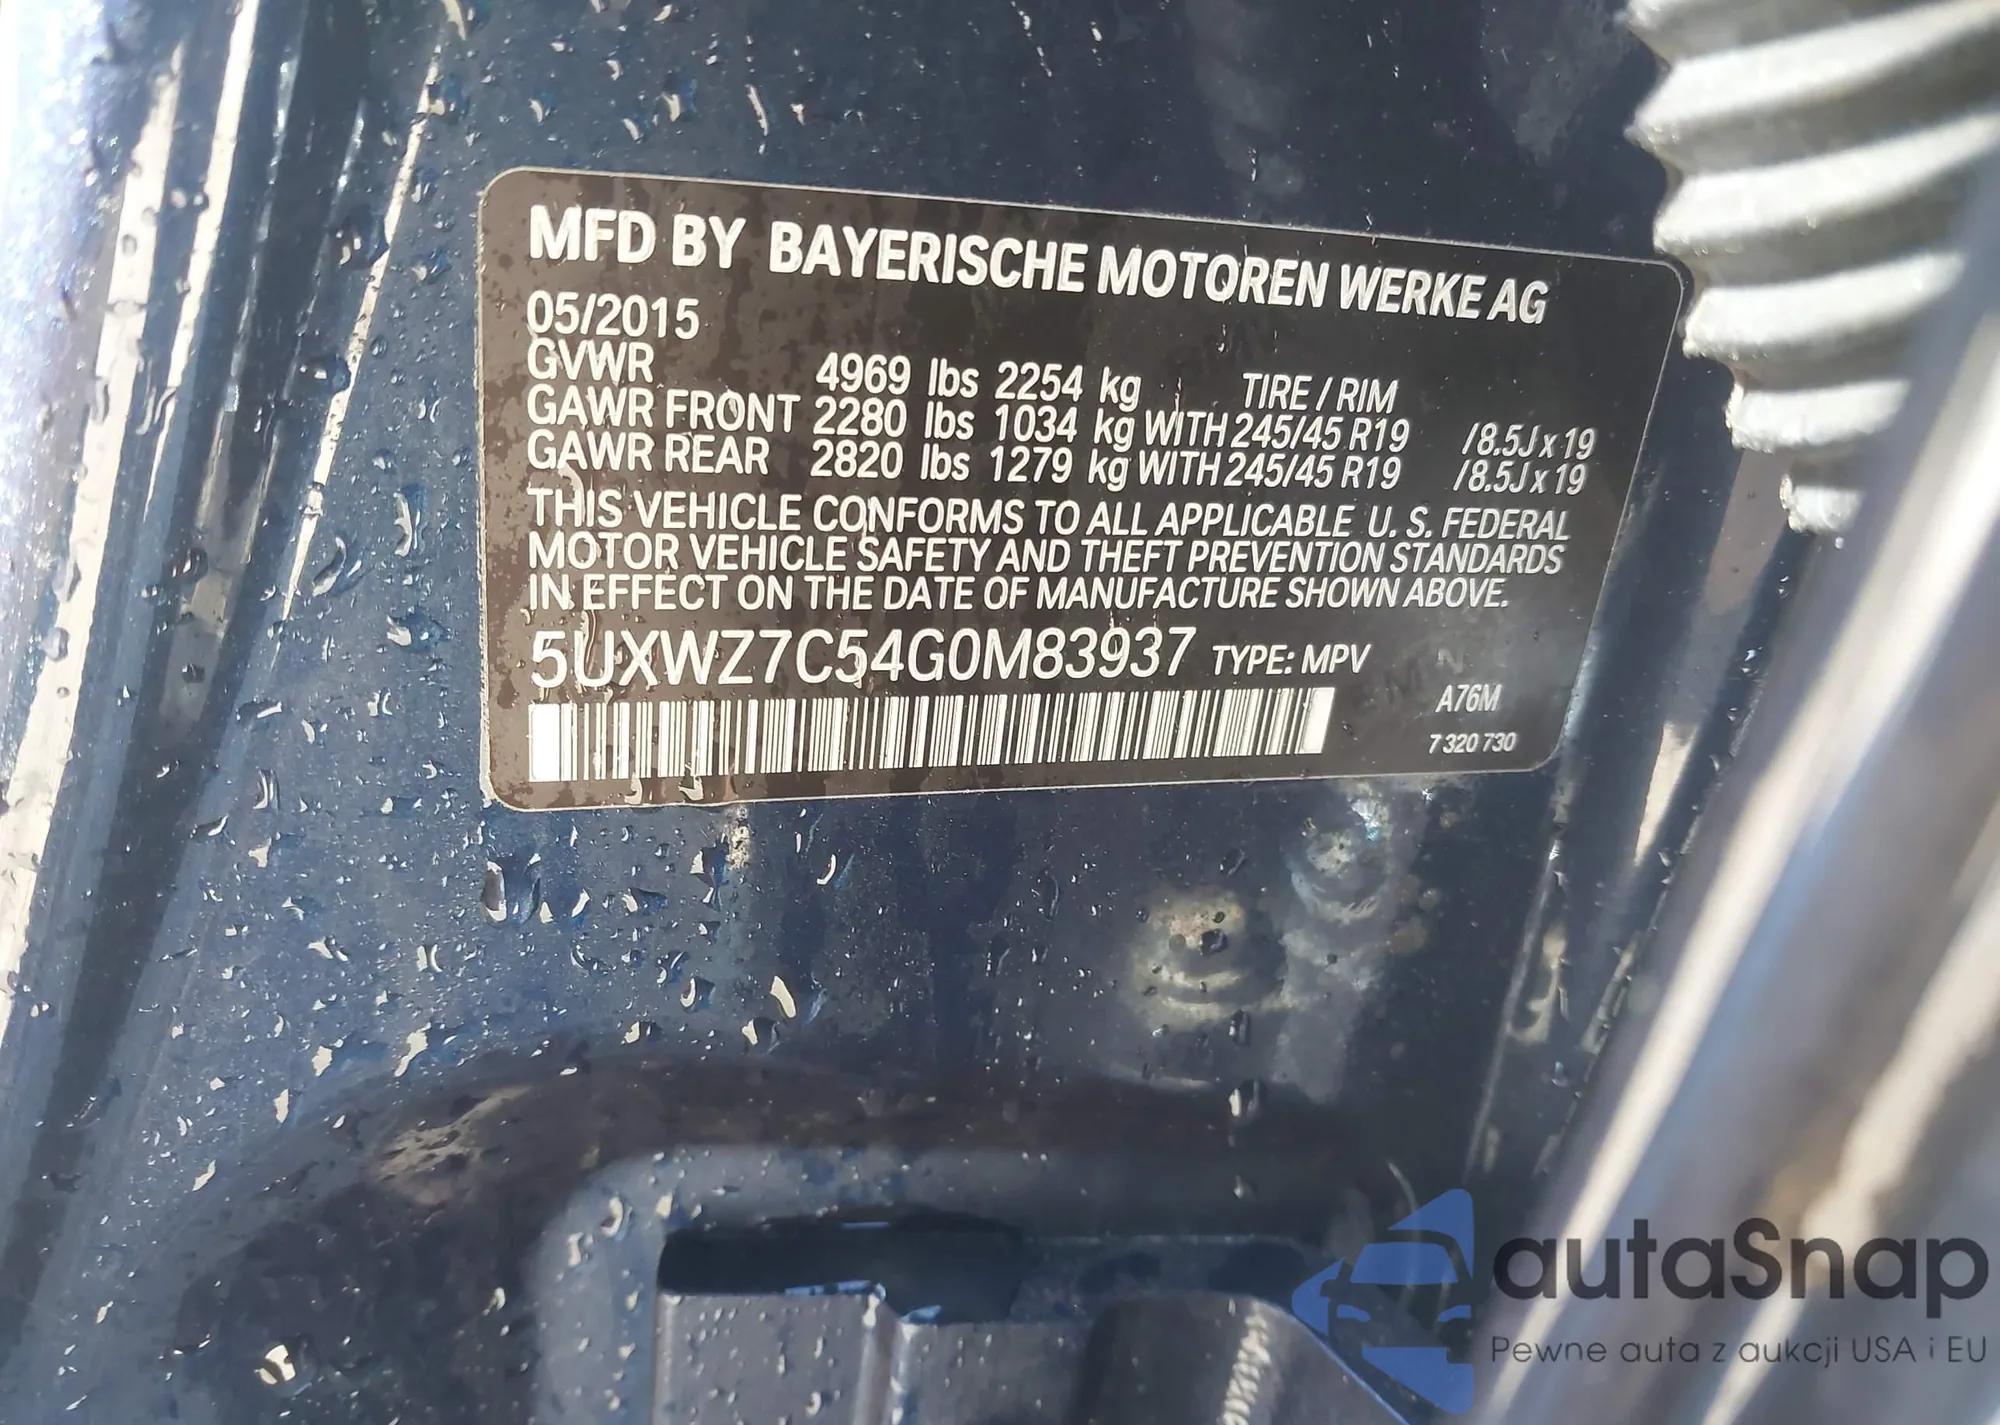 MFD BY BAYERISCHE MOTOREN WERKE AG
05/2015
GVWR 4969 lbs 2254 kg TIRE / RIM
GAWR FRONT 2280 lbs 1034 kg WITH 245/45 R19 /8.5J x 19
GAWR REAR 2820 lbs 1279 kg WITH 245/45 R19 /8.5J x 19
THIS VEHICLE CONFORMS TO ALL APPLICABLE U. S. FEDERAL
MOTOR VEHICLE SAFETY AND THEFT PREVENTION STANDARDS
IN EFFECT ON THE DATE OF MANUFACTURE SHOWN ABOVE.
5UXWZ7C54G0M83937 TYPE: MPV
A76M
7 320 730
autaSnap
Pewne auta z aukcji USA i EU